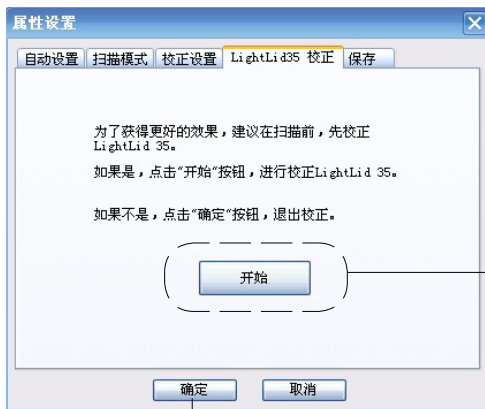 属性设置
自动设置 扫描模式 校正设置 LightLid35 校正 保存
为了获得更好的效果，建议在扫描前，先校正
LightLid 35。
如果是，点击“开始”按钮，进行校正LightLid 35。
如果不是，点击“确定”按钮，退出校正。
开始
确定 取消